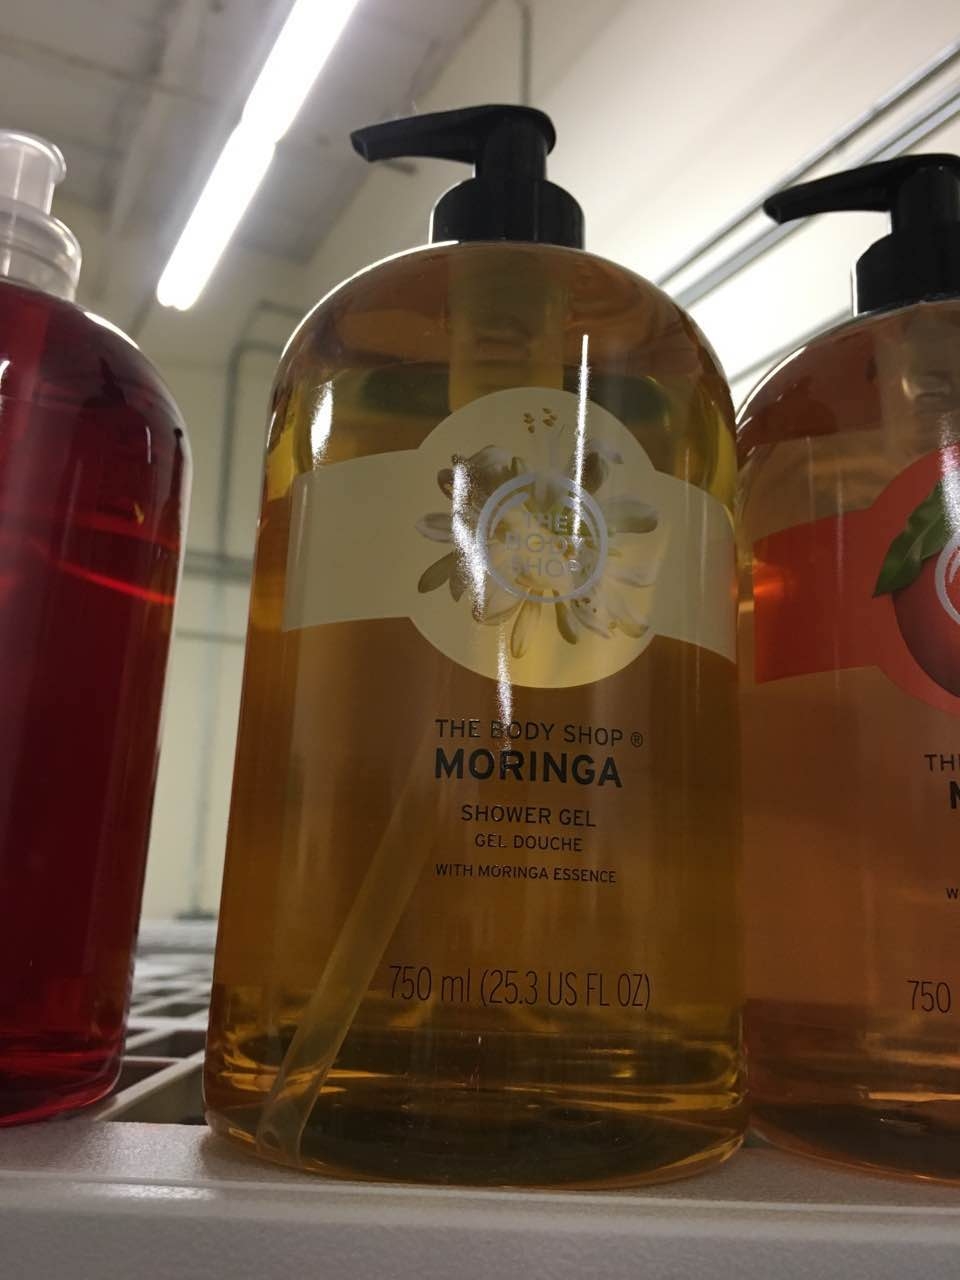 THE
BODY
SHOP
THE BODY SHOP ®
MORINGA
SHOWER GEL
GEL DOUCHE
WITH MORINGA ESSENCE
750 ml (25.3 US FL OZ)
750